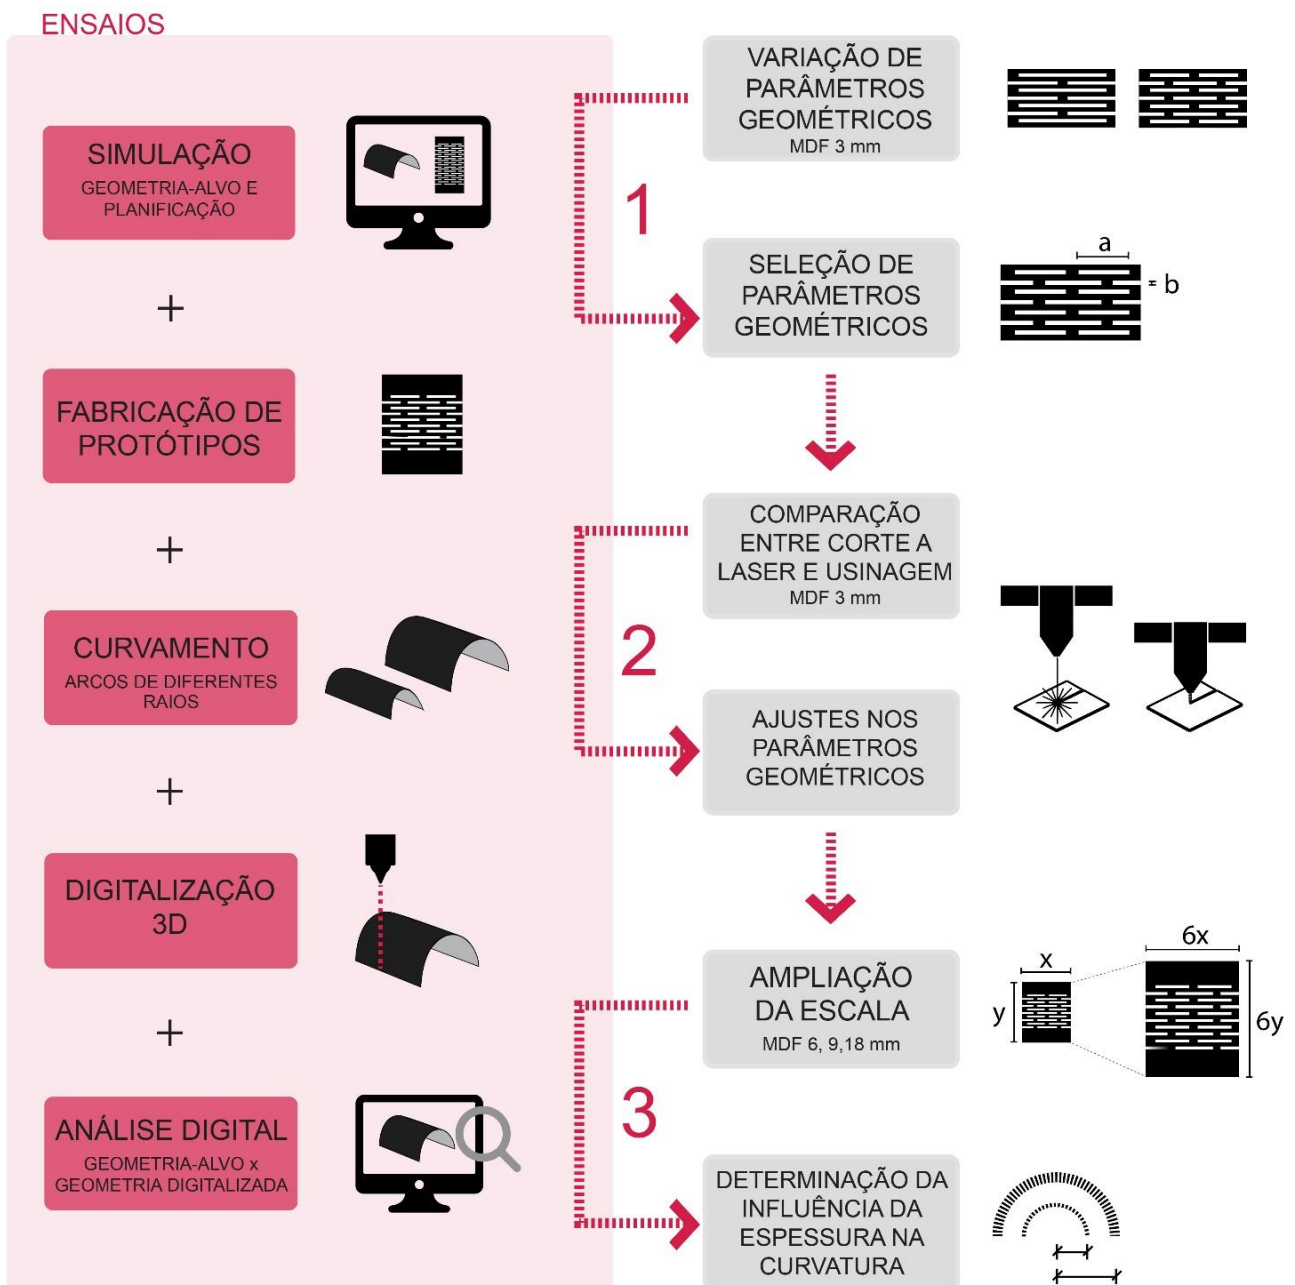 ENSAIOS
SIMULAÇÃO
GEOMETRIA-ALVO E
PLANIFICAÇÃO
+
FABRICAÇÃO DE
PROTÓTIPOS
+
CURVAMENTO
ARCOS DE DIFERENTES
RAIOS
+
DIGITALIZAÇÃO
3D
+
ANÁLISE DIGITAL
GEOMETRIA-ALVO x
GEOMETRIA DIGITALIZADA
1
VARIAÇÃO DE
PARÂMETROS
GEOMÉTRICOS
MDF 3 mm
SELEÇÃO DE
PARÂMETROS
GEOMÉTRICOS
a
b
2
COMPARAÇÃO
ENTRE CORTE A
LASER E USINAGEM
MDF 3 mm
AJUSTES NOS
PARÂMETROS
GEOMÉTRICOS
3
AMPLIAÇÃO
DA ESCALA
MDF 6, 9,18 mm
x
y
6x
6y
DETERMINAÇÃO DA
INFLUÊNCIA DA
ESPESSURA NA
CURVATURA